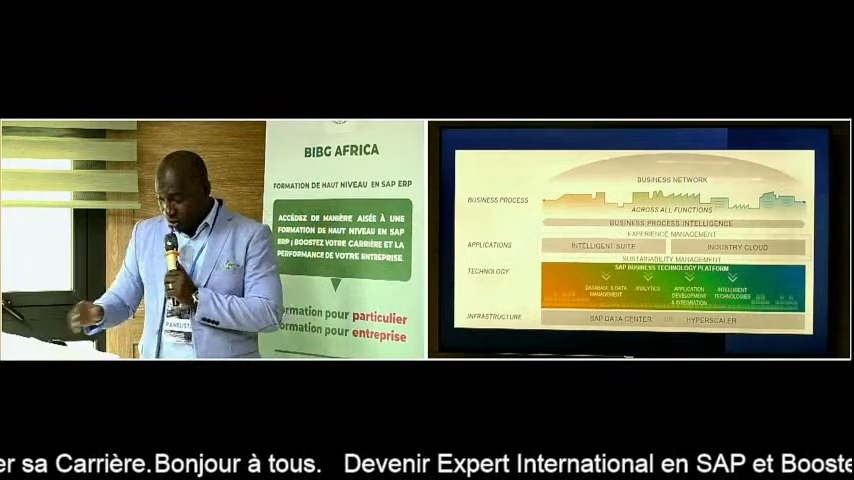 BIBG AFRICA
FORMATION DE HAUT NIVEAU EN SAP ERP
ACCÉDEZ DE MANIÈRE AISÉE À UNE
FORMATION DE HAUT NIVEAU EN SAP
ERP ; BOOSTEZ VOTRE CARRIÈRE ET LA
PERFORMANCE DE VOTRE ENTREPRISE.
ormation pour particulier
ormation pour entreprise
PANELISTE
BUSINESS NETWORK
BUSINESS PROCESS
ACROSS ALL FUNCTIONS
BUSINESS PROCESS INTELLIGENCE
EXPERIENCE MANAGEMENT
APPLICATIONS
INTELLIGENT SUITE
INDUSTRY CLOUD
SUSTAINABILITY MANAGEMENT
TECHNOLOGY
SAP BUSINESS TECHNOLOGY PLATFORM
DATABASE & DATA
MANAGEMENT
ANALYTICS
APPLICATION
DEVELOPMENT
& INTEGRATION
INTELLIGENT
TECHNOLOGIES
INFRASTRUCTURE
SAP DATA CENTER OR HYPERSCALER
er sa Carrière.Bonjour à tous. Devenir Expert International en SAP et Booste